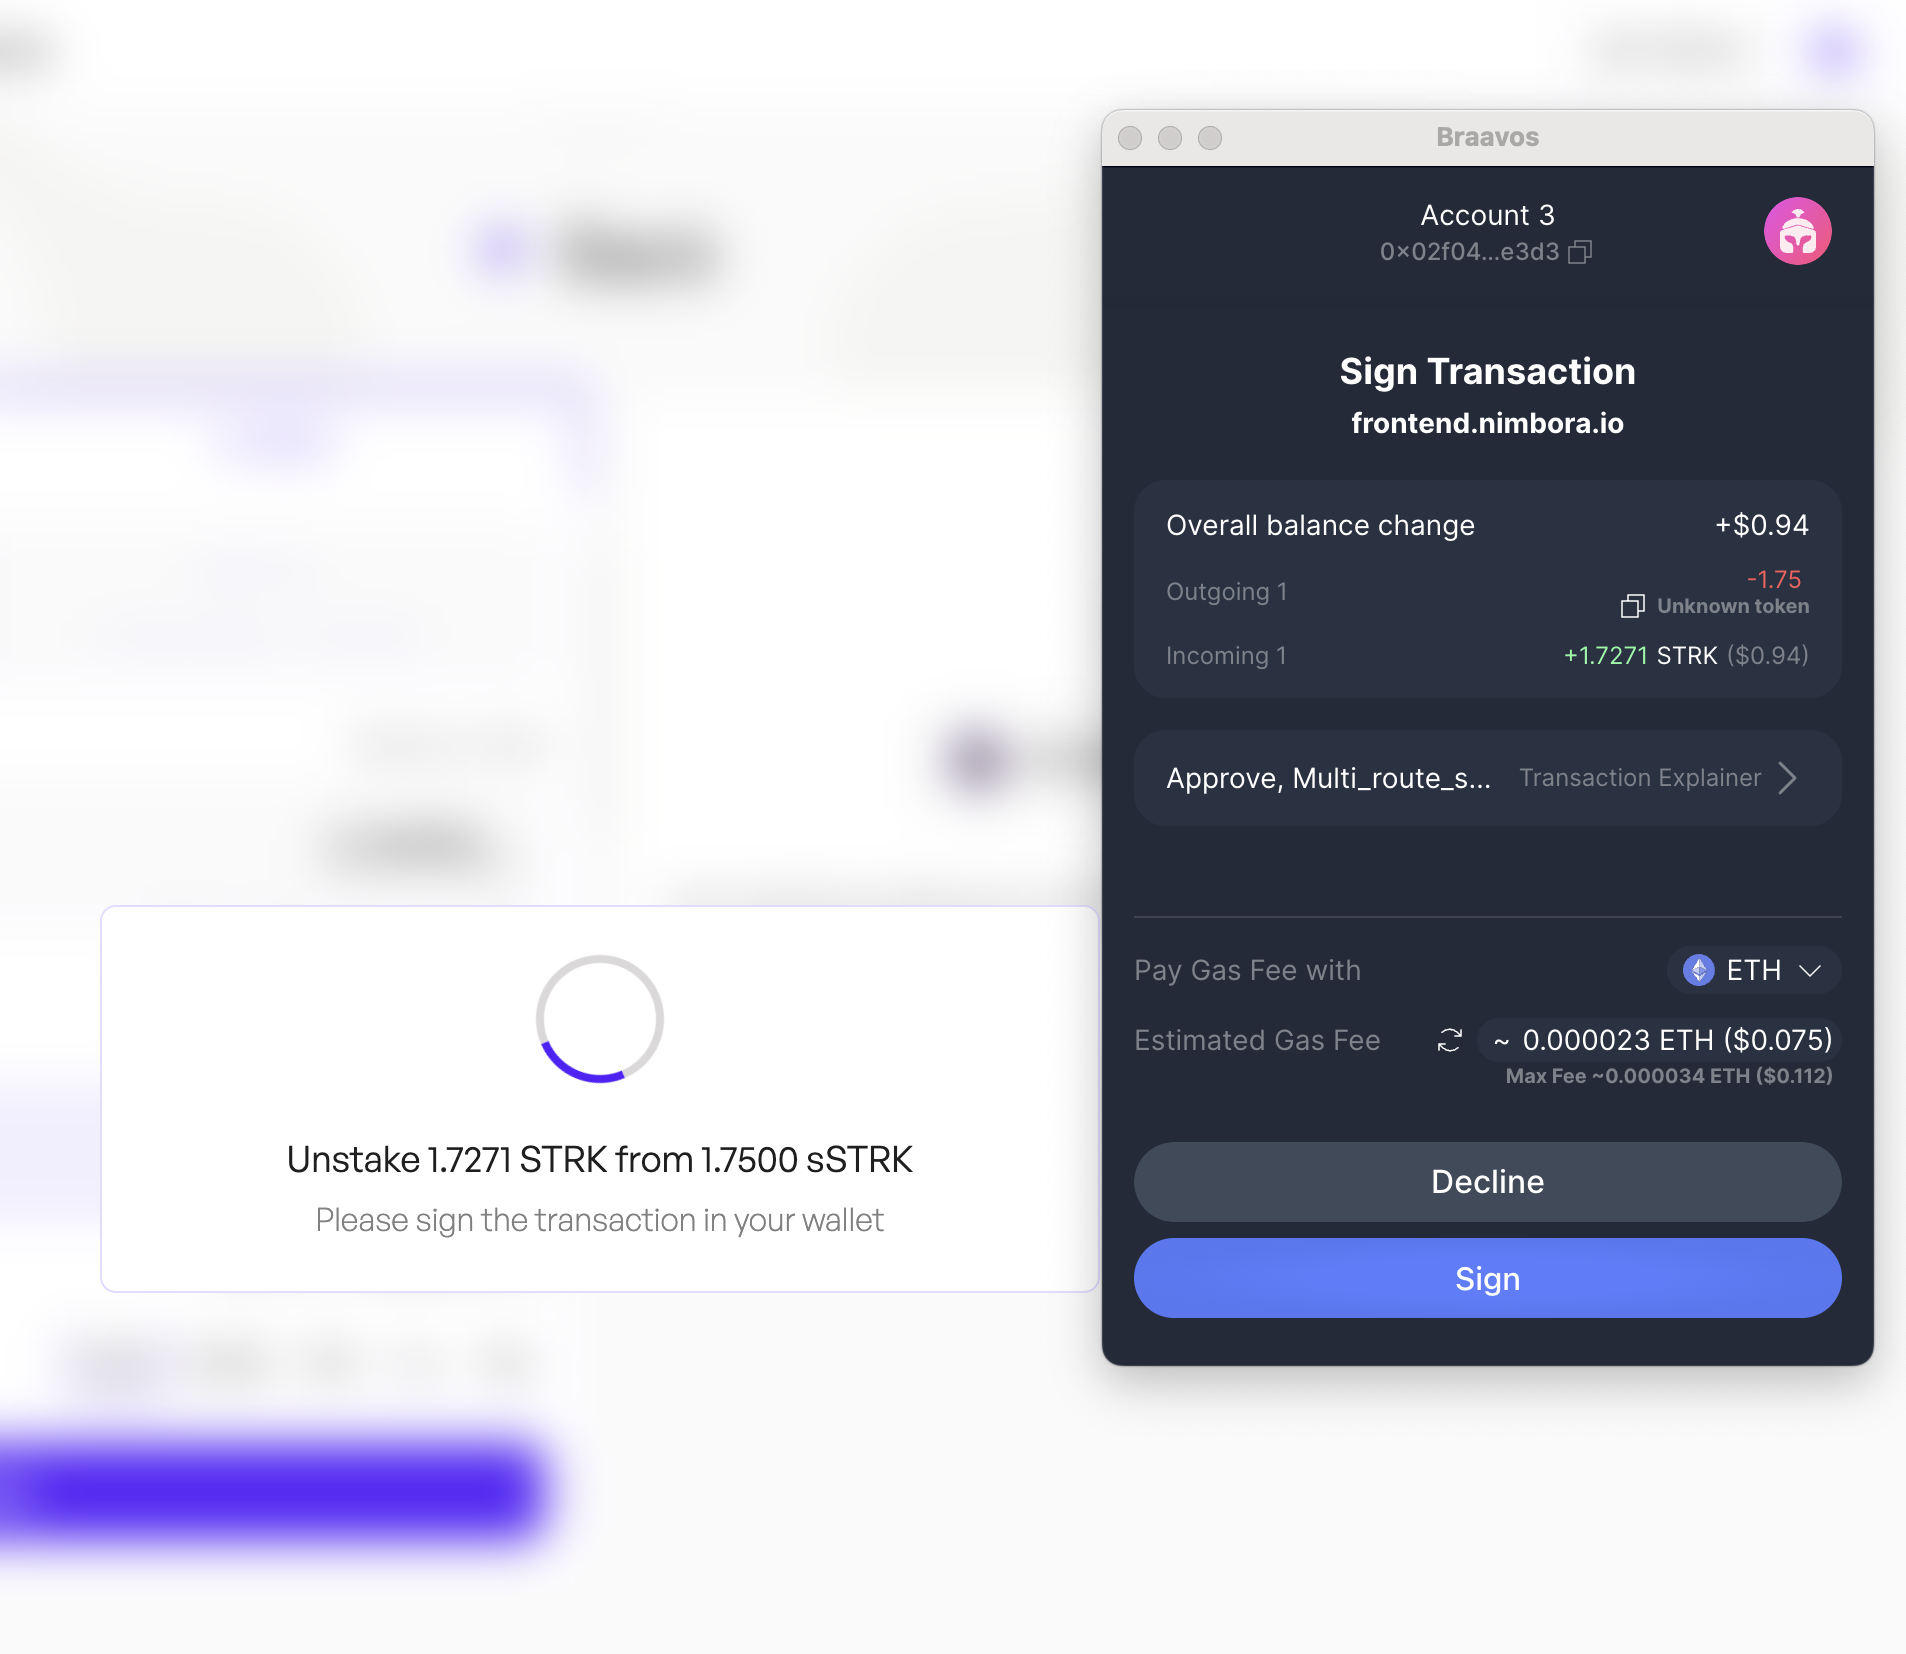 Braavos
Account 3
0×02f04...e3d3
Sign Transaction
frontend.nimbora.io
Overall balance change +$0.94
Outgoing 1 -1.75
Unknown token
Incoming 1 +1.7271 STRK ($0.94)
Approve, Multi_route_s... Transaction Explainer
Pay Gas Fee with ETH
Estimated Gas Fee ~ 0.000023 ETH ($0.075)
Max Fee ~0.000034 ETH ($0.112)
Decline
Sign
Unstake 1.7271 STRK from 1.7500 sSTRK
Please sign the transaction in your wallet